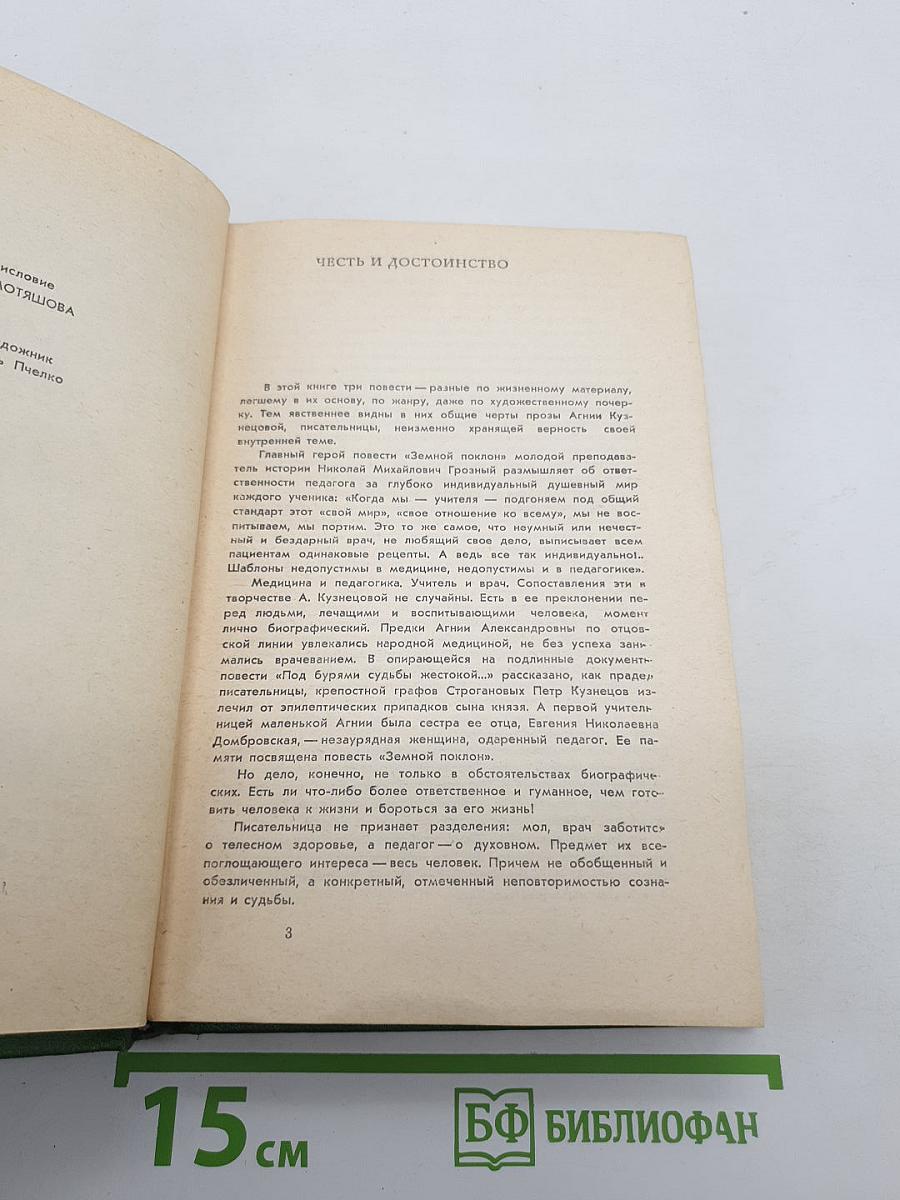 исловие
МОТЯШОВА
удожник
ь Пчелко
ЧЕСТЬ И ДОСТОИНСТВО
В этой книге три повести — разные по жизненному материалу,
легшему в их основу, по жанру, даже по художественному почер-
ку. Тем явственнее видны в них общие черты прозы Агнии Куз-
нецовой, писательницы, неизменно хранящей верность своей
внутренней теме.
Главный герой повести «Земной поклон» молодой преподава-
тель истории Николай Михайлович Грозный размышляет об ответ-
ственности педагога за глубоко индивидуальный душевный мир
каждого ученика: «Когда мы — учителя — подгоняем под общий
стандарт этот «свой мир», «свое отношение ко всему», мы не вос-
питываем, мы портим. Это то же самое, что неумный или нечест-
ный и бездарный врач, не любящий свое дело, выписывает всем
пациентам одинаковые рецепты. А ведь все так индивидуально!..
Шаблоны недопустимы в медицине, недопустимы и в педагогике».
Медицина и педагогика. Учитель и врач. Сопоставления эти в
творчестве А. Кузнецовой не случайны. Есть в ее преклонении пе-
ред людьми, лечащими и воспитывающими человека, момент
лично биографический. Предки Агнии Александровны по отцов-
ской линии увлекались народной медициной, не без успеха зани-
мались врачеванием. В опирающейся на подлинные документы
повести «Под бурями судьбы жестокой...» рассказано, как прадед
писательницы, крепостной графов Строгановых Петр Кузнецов из-
лечил от эпилептических припадков сына князя. А первой учитель-
ницей маленькой Агнии была сестра ее отца, Евгения Николаевна
Домбровская, — незаурядная женщина, одаренный педагог. Ее па-
мяти посвящена повесть «Земной поклон».
Но дело, конечно, не только в обстоятельствах биографиче-
ских. Есть ли что-либо более ответственное и гуманное, чем гото-
вить человека к жизни и бороться за его жизнь!
Писательница не признает разделения: мол, врач заботится
о телесном здоровье, а педагог — о духовном. Предмет их все-
поглощающего интереса — весь человек. Причем не обобщенный и
обезличенный, а конкретный, отмеченный неповторимостью созна-
ния и судьбы.
3
15 см
БФ БИБЛИОФАН